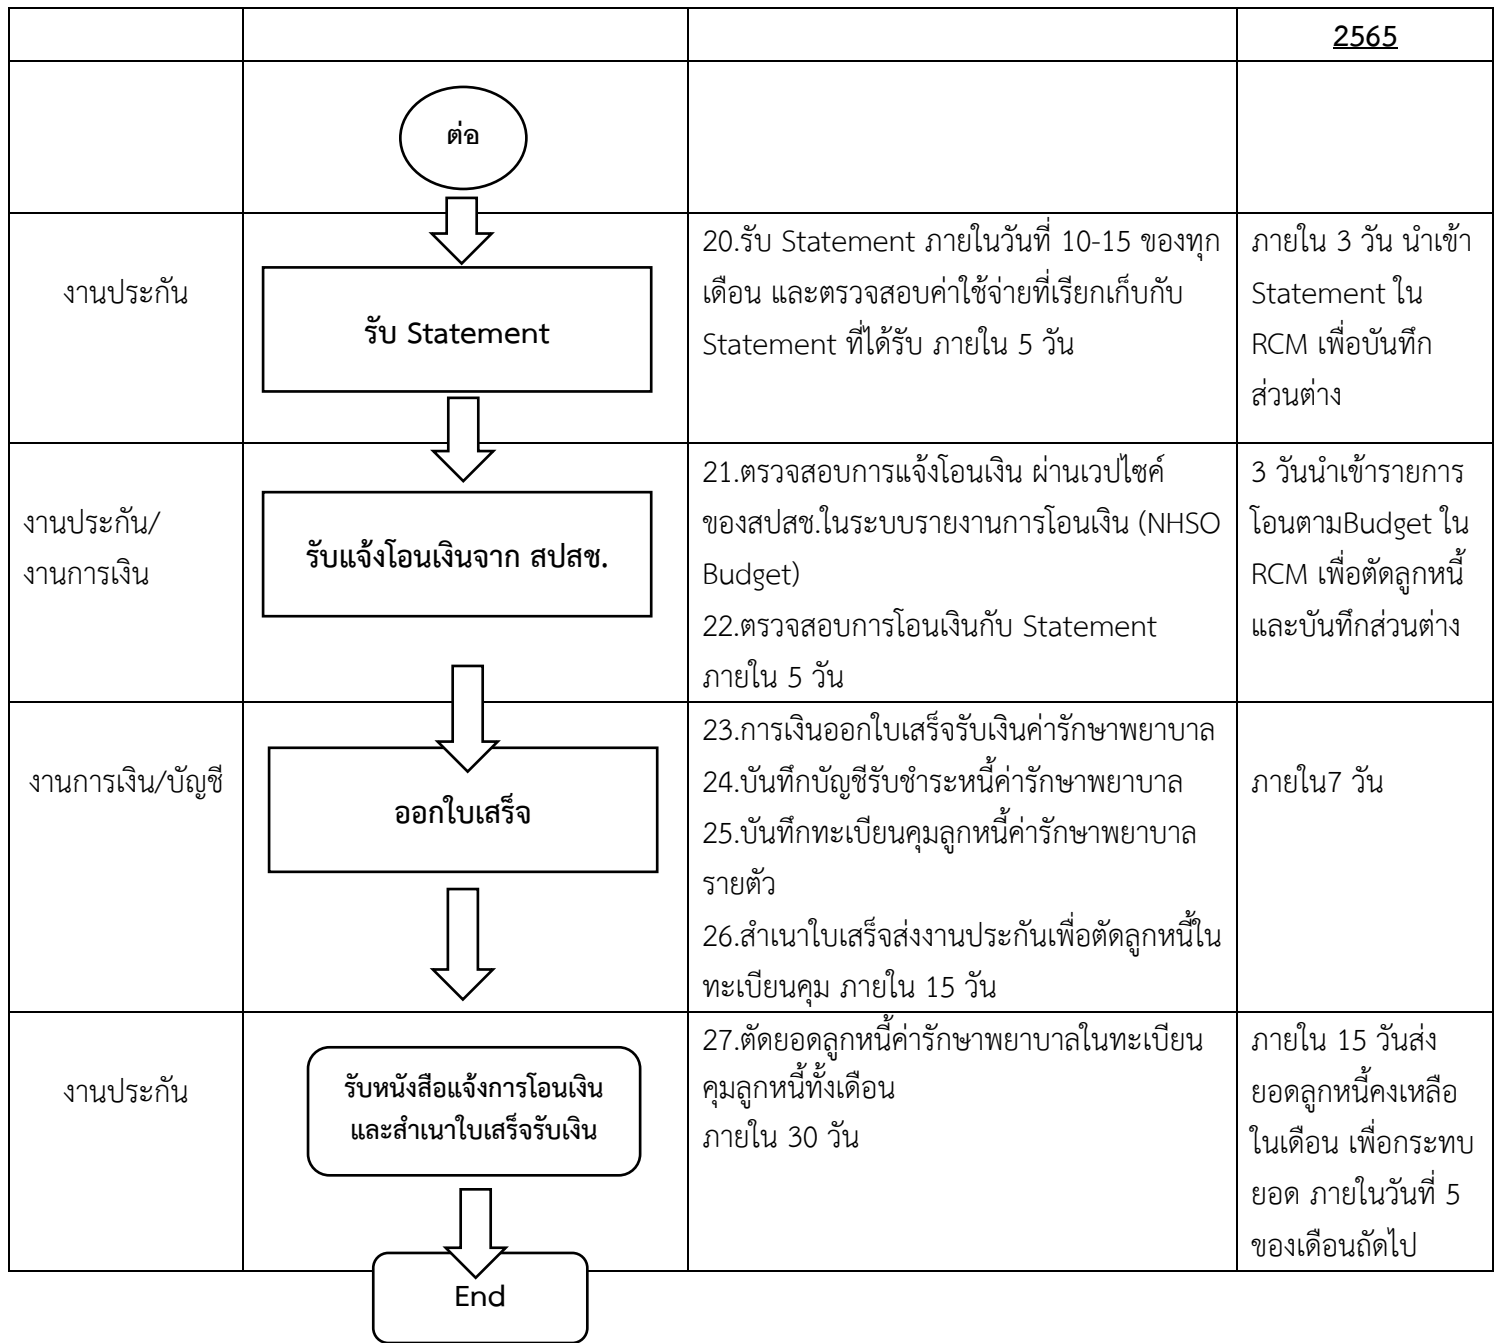 2565
ต่อ
งานประกัน
รับ Statement
20.รับ Statement ภายในวันที่ 10-15 ของทุก
เดือน และตรวจสอบค่าใช้จ่ายที่เรียกเก็บกับ
Statement ที่ได้รับ ภายใน 5 วัน
ภายใน 3 วัน นำเข้า
Statement ใน
RCM เพื่อบันทึก
ส่วนต่าง
งานประกัน/
งานการเงิน
รับแจ้งโอนเงินจาก สปสช.
21.ตรวจสอบการแจ้งโอนเงิน ผ่านเวปไซค์
ของสปสช.ในระบบรายงานการโอนเงิน (NHSO
Budget)
22.ตรวจสอบการโอนเงินกับ Statement
ภายใน 5 วัน
3 วันนำเข้ารายการ
โอนตามBudget ใน
RCM เพื่อตัดลูกหนี้
และบันทึกส่วนต่าง
งานการเงิน/บัญชี
ออกใบเสร็จ
23.การเงินออกใบเสร็จรับเงินค่ารักษาพยาบาล
24.บันทึกบัญชีรับชำระหนี้ค่ารักษาพยาบาล
25.บันทึกทะเบียนคุมลูกหนี้ค่ารักษาพยาบาล
รายตัว
26.สำเนาใบเสร็จส่งงานประกันเพื่อตัดลูกหนี้ใน
ทะเบียนคุม ภายใน 15 วัน
ภายใน7 วัน
งานประกัน
รับหนังสือแจ้งการโอนเงิน
และสำเนาใบเสร็จรับเงิน
27.ตัดยอดลูกหนี้ค่ารักษาพยาบาลในทะเบียน
คุมลูกหนี้ทั้งเดือน
ภายใน 30 วัน
ภายใน 15 วันส่ง
ยอดลูกหนี้คงเหลือ
ในเดือน เพื่อกระทบ
ยอด ภายในวันที่ 5
ของเดือนถัดไป
End